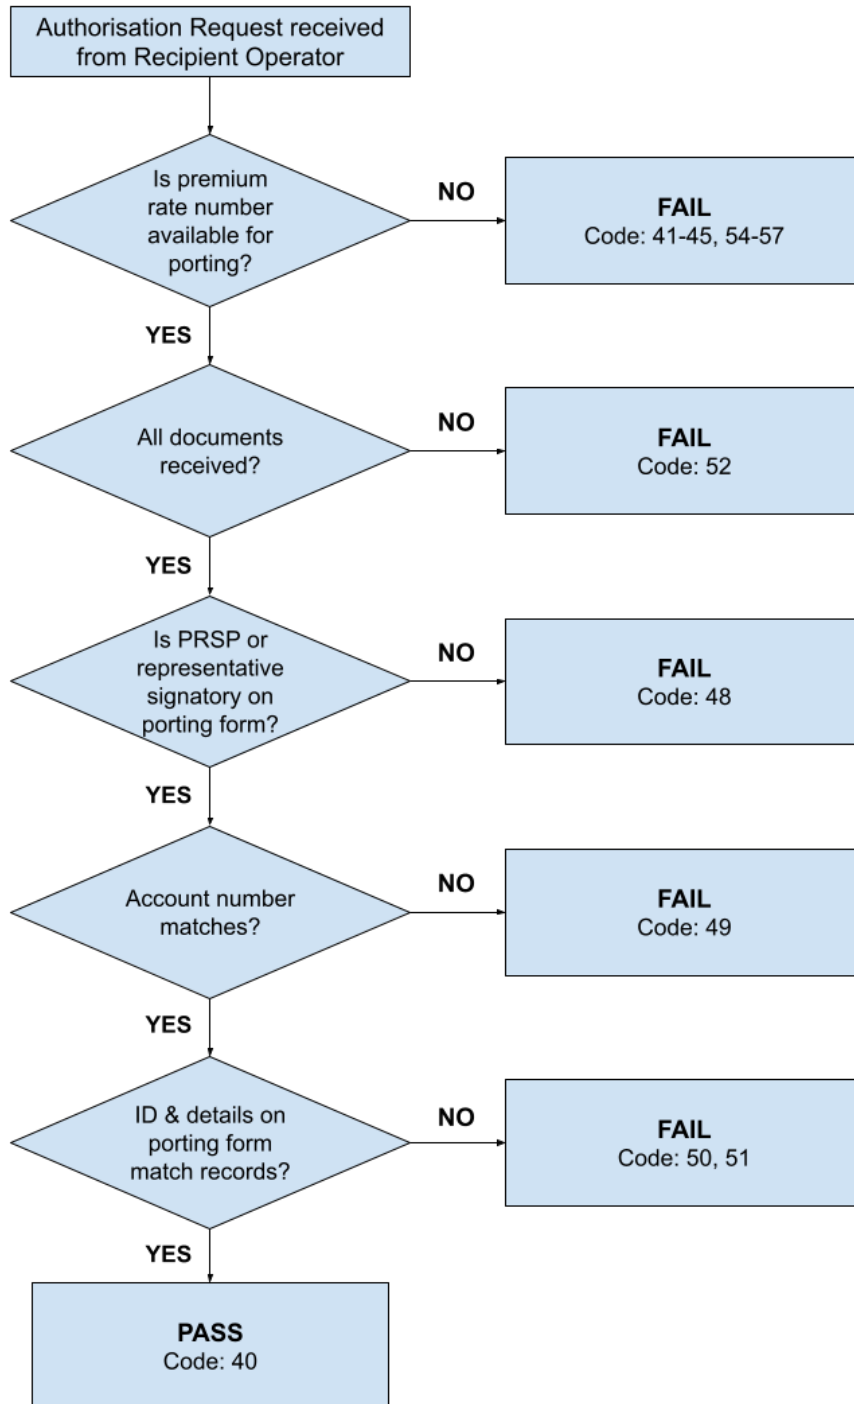 Authorisation Request received
from Recipient Operator
Is premium
rate number
available for
porting?
NO
FAIL
Code: 41-45, 54-57
YES
All documents
received?
NO
FAIL
Code: 52
YES
Is PRSP or
representative
signatory on
porting form?
NO
FAIL
Code: 48
YES
Account number
matches?
NO
FAIL
Code: 49
YES
ID & details on
porting form
match records?
NO
FAIL
Code: 50, 51
YES
PASS
Code: 40